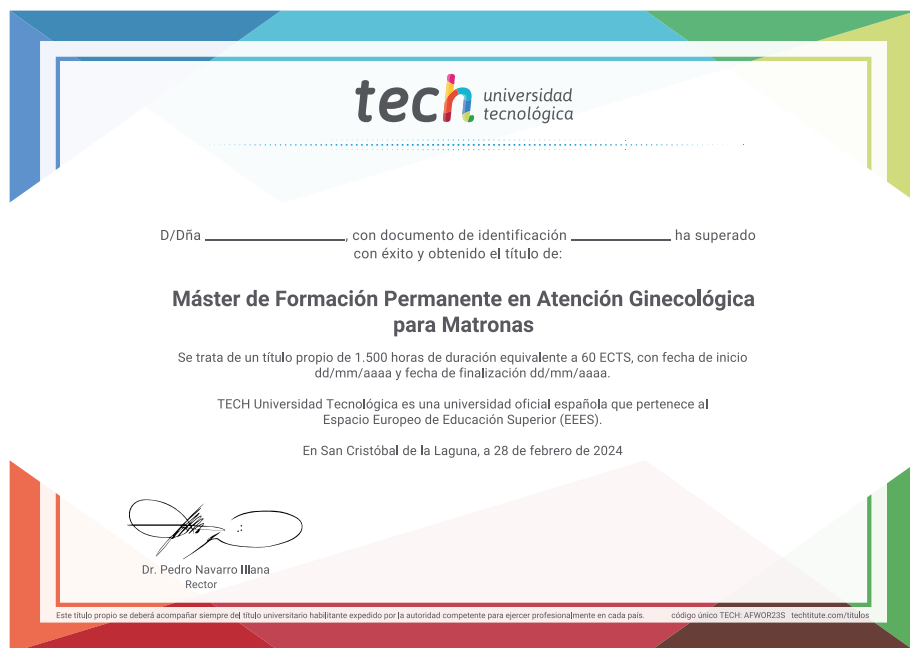 tech universidad
tecnológica
D/Dña ____________________, con documento de identificación ______________ ha superado
con éxito y obtenido el título de:
Máster de Formación Permanente en Atención Ginecológica
para Matronas
Se trata de un título propio de 1.500 horas de duración equivalente a 60 ECTS, con fecha de inicio
dd/mm/aaaa y fecha de finalización dd/mm/aaaa.
TECH Universidad Tecnológica es una universidad oficial española que pertenece al
Espacio Europeo de Educación Superior (EEES).
En San Cristóbal de la Laguna, a 28 de febrero de 2024
Dr. Pedro Navarro Illana
Rector
Este título propio se deberá acompañar siempre del título universitario habilitante expedido por la autoridad competente para ejercer profesionalmente en cada país. código único TECH: AFWOR23S techtitute.com/titulos